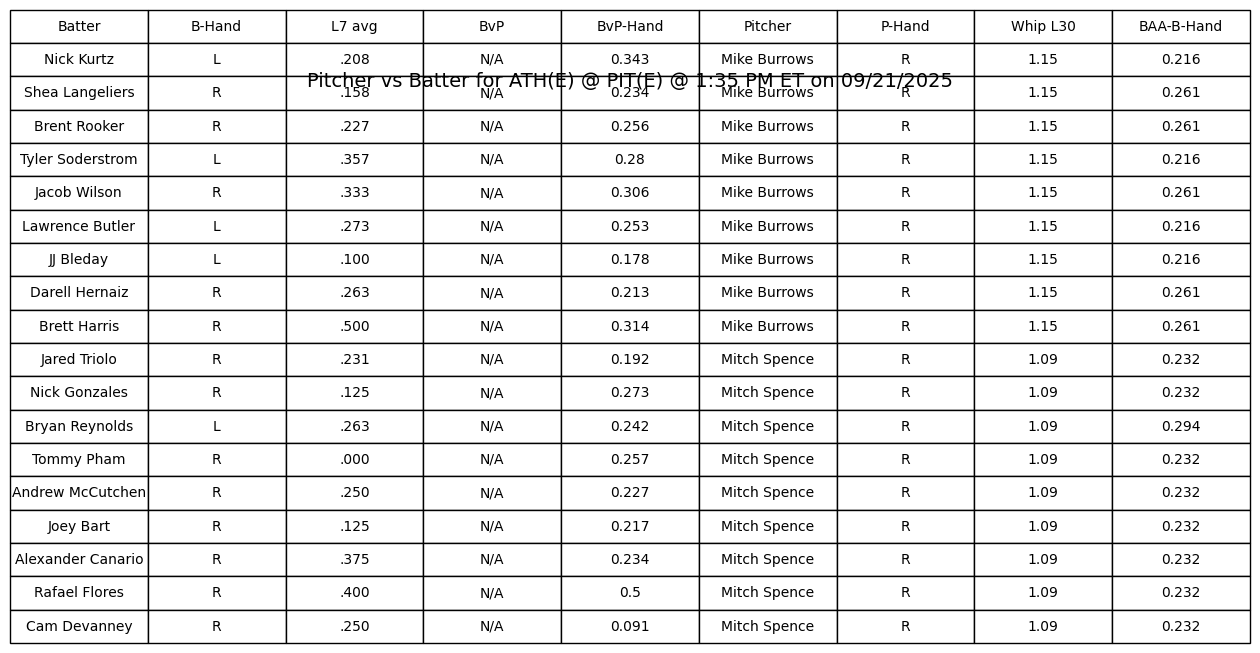 Batter B-Hand L7 avg BvP BvP-Hand Pitcher P-Hand Whip L30 BAA-B-Hand
Nick Kurtz L .208 N/A 0.343 Mike Burrows R 1.15 0.216
Pitcher vs Batter for ATH(E) @ PIT(E) @ 1:35 PM ET on 09/21/2025
Shea Langeliers R .158 N/A 0.234 Mike Burrows R 1.15 0.261
Brent Rooker R .227 N/A 0.256 Mike Burrows R 1.15 0.261
Tyler Soderstrom L .357 N/A 0.28 Mike Burrows R 1.15 0.216
Jacob Wilson R .333 N/A 0.306 Mike Burrows R 1.15 0.261
Lawrence Butler L .273 N/A 0.253 Mike Burrows R 1.15 0.216
JJ Bleday L .100 N/A 0.178 Mike Burrows R 1.15 0.216
Darell Hernaiz R .263 N/A 0.213 Mike Burrows R 1.15 0.261
Brett Harris R .500 N/A 0.314 Mike Burrows R 1.15 0.261
Jared Triolo R .231 N/A 0.192 Mitch Spence R 1.09 0.232
Nick Gonzales R .125 N/A 0.273 Mitch Spence R 1.09 0.232
Bryan Reynolds L .263 N/A 0.242 Mitch Spence R 1.09 0.294
Tommy Pham R .000 N/A 0.257 Mitch Spence R 1.09 0.232
Andrew McCutchen R .250 N/A 0.227 Mitch Spence R 1.09 0.232
Joey Bart R .125 N/A 0.217 Mitch Spence R 1.09 0.232
Alexander Canario R .375 N/A 0.234 Mitch Spence R 1.09 0.232
Rafael Flores R .400 N/A 0.5 Mitch Spence R 1.09 0.232
Cam Devanney R .250 N/A 0.091 Mitch Spence R 1.09 0.232